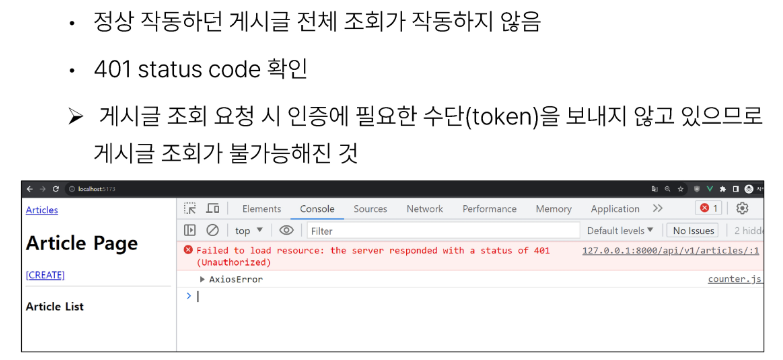 • 정상 작동하던 게시글 전체 조회가 작동하지 않음
• 401 status code 확인
➤ 게시글 조회 요청 시 인증에 필요한 수단(token)을 보내지 않고 있으므로
게시글 조회가 불가능해진 것
localhost:5173
Articles
Elements Console Sources Network Performance Memory Application 1
Article Page
top Filter Default levels No Issues 2
Failed to load resource: the server responded with a status of 401 127.0.0.1:8000/api/v1/articles/:1
(Unauthorized)
[CREATE]
AxiosError counter.js
Article List